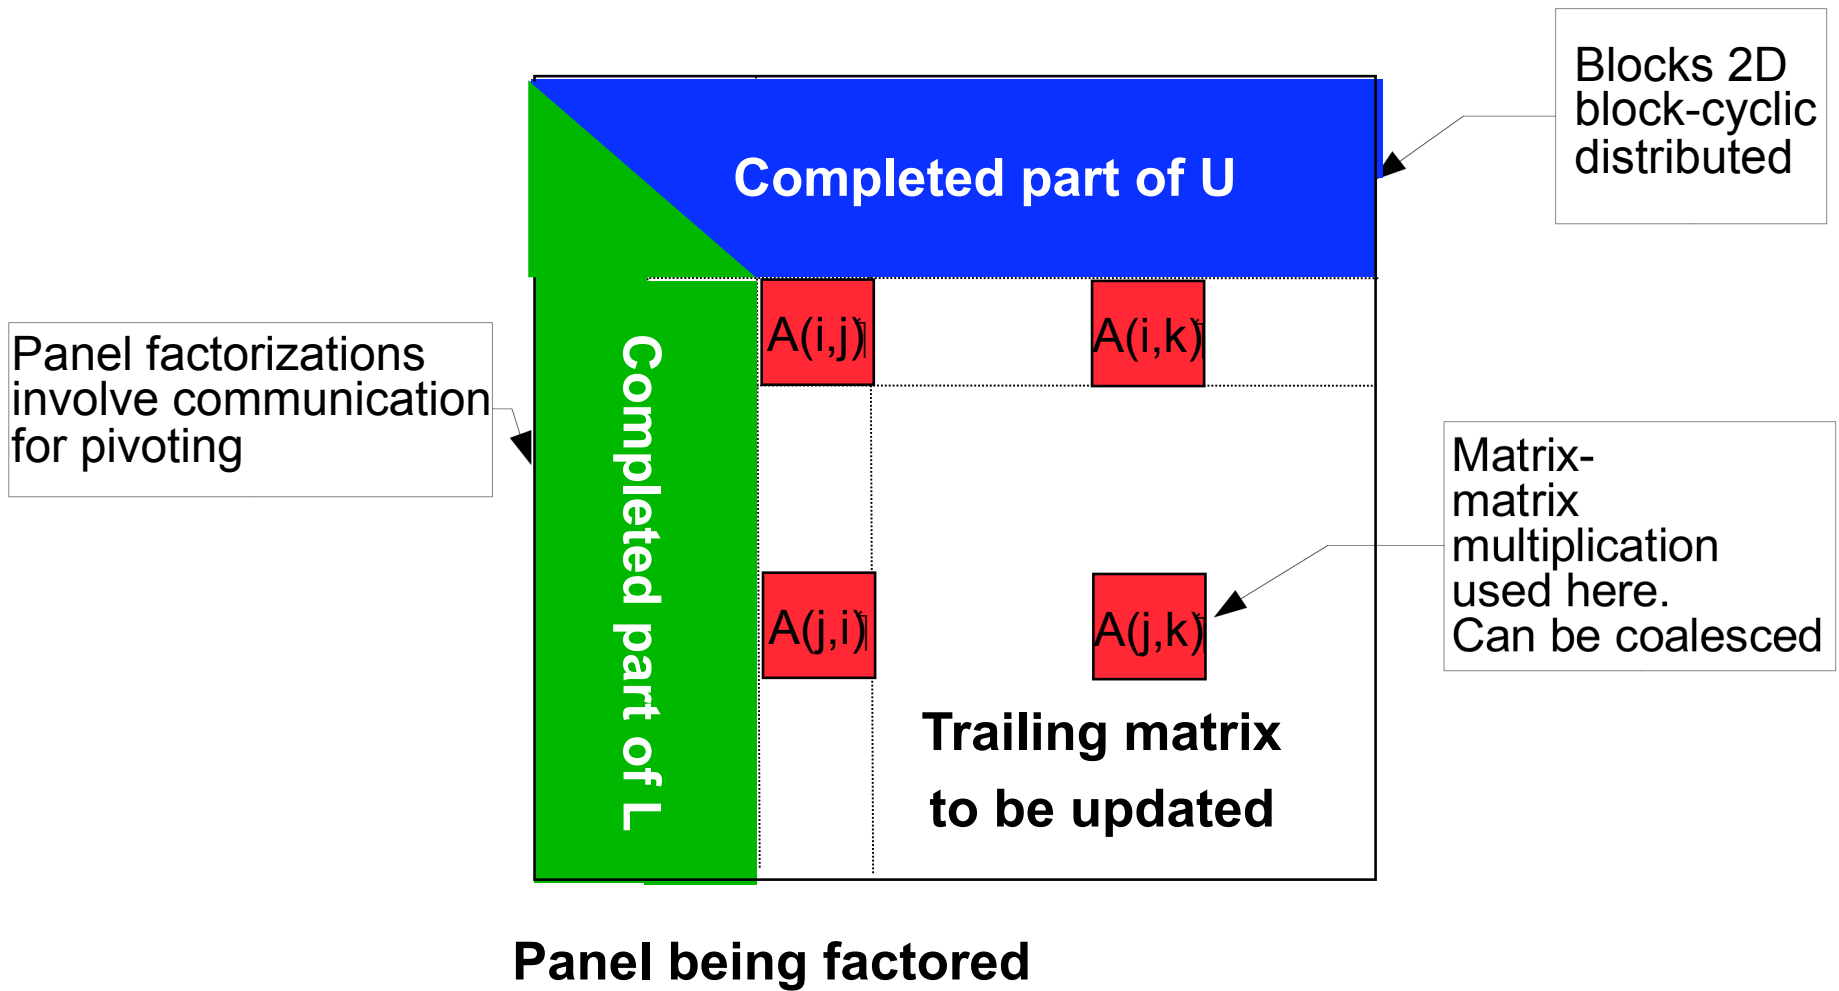 Blocks 2D
block-cyclic
distributed
Completed part of U
A(i,j)
A(i,k)
Panel factorizations
involve communication
for pivoting
Completed part of L
Matrix-
matrix
multiplication
used here.
Can be coalesced
A(j,i)
A(j,k)
Trailing matrix
to be updated
Panel being factored